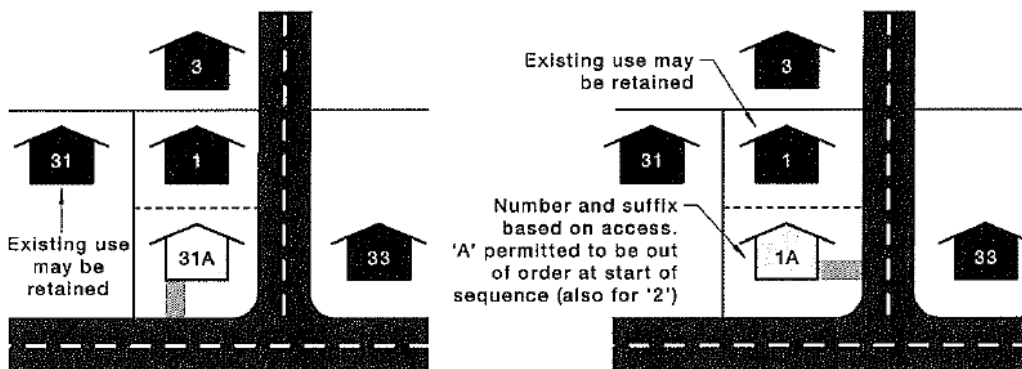 3
31
1
Existing use
may be
retained
31A
33
Existing use may
be retained
3
31
1
Number and suffix
based on access.
'A' permitted to be out
of order at start of
sequence (also for '2')
1A
33